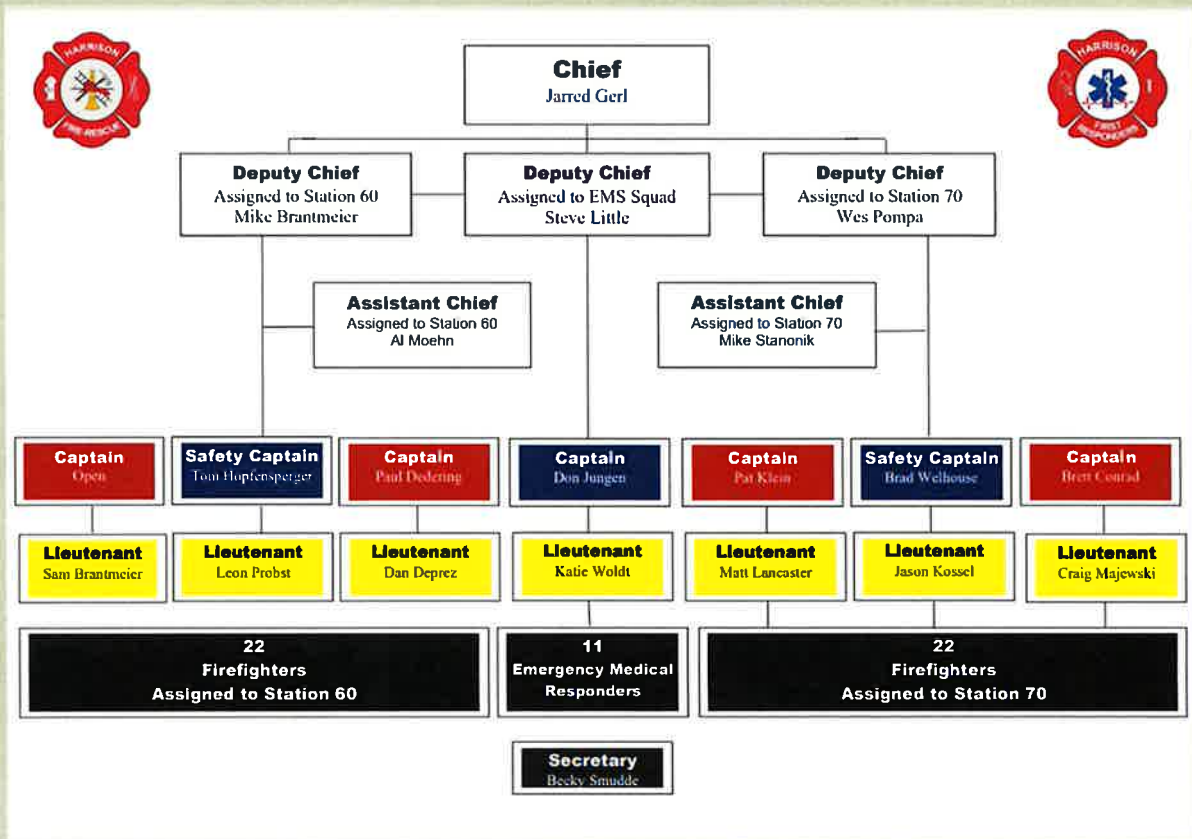 HARRISON
FIRE-RESCUE
HARRISON
FIRST
RESPONDERS
Chief
Jarred Gerl
Deputy Chief
Assigned to Station 60
Mike Brantmeier
Deputy Chief
Assigned to EMS Squad
Steve Little
Deputy Chief
Assigned to Station 70
Wes Pompa
Assistant Chief
Assigned to Station 60
Al Moehn
Assistant Chief
Assigned to Station 70
Mike Stanonik
Captain
Open
Safety Captain
Tom Hopfensperger
Captain
Paul Dedering
Captain
Don Jungen
Captain
Pat Klein
Safety Captain
Brad Welhouse
Captain
Brett Conrad
Lieutenant
Sam Brantmeier
Lieutenant
Leon Probst
Lieutenant
Dan Deprez
Lieutenant
Katie Woldt
Lieutenant
Matt Lancaster
Lieutenant
Jason Kossel
Lieutenant
Craig Majewski
22
Firefighters
Assigned to Station 60
11
Emergency Medical
Responders
22
Firefighters
Assigned to Station 70
Secretary
Becky Smudde